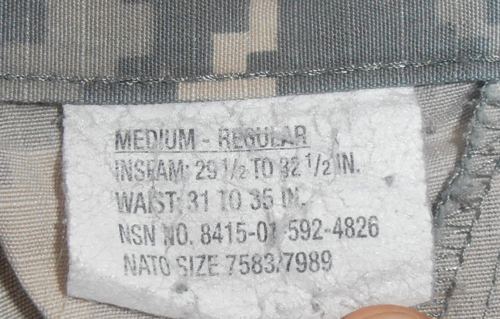 MEDIUM - REGULAR
INSEAM: 29 1/2 TO 32 1/2 IN.
WAIST: 31 TO 35 IN.
NSN NO. 8415-01-592-4826
NATO SIZE 7583/7989